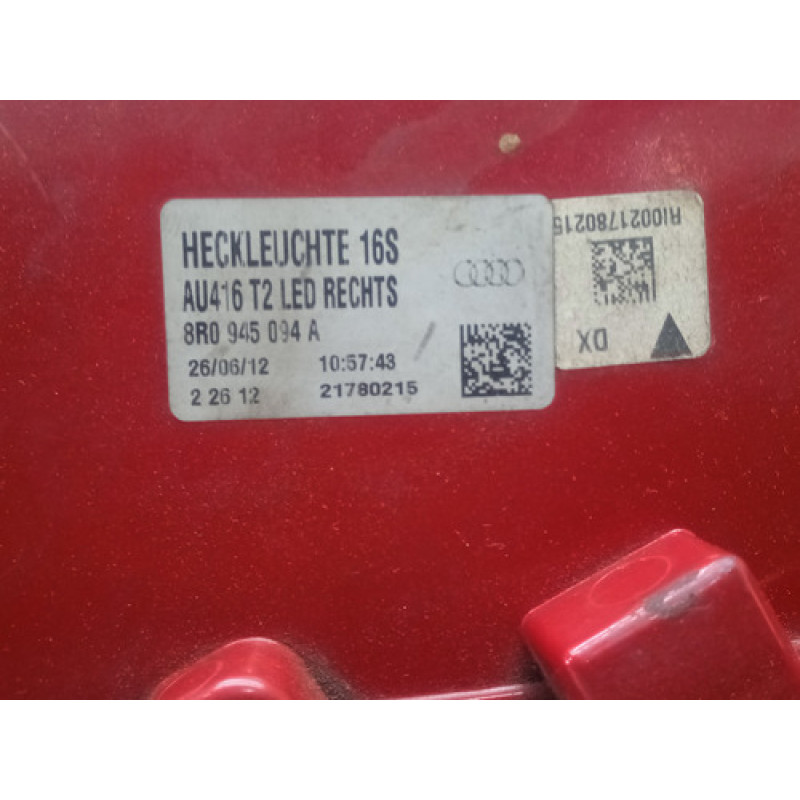 HECKLEUCHTE 16S
AU416 T2 LED RECHTS
8R0 945 094 A
26/06/12 10:57:43
2 26 12 21780215
RI0021780215
DX